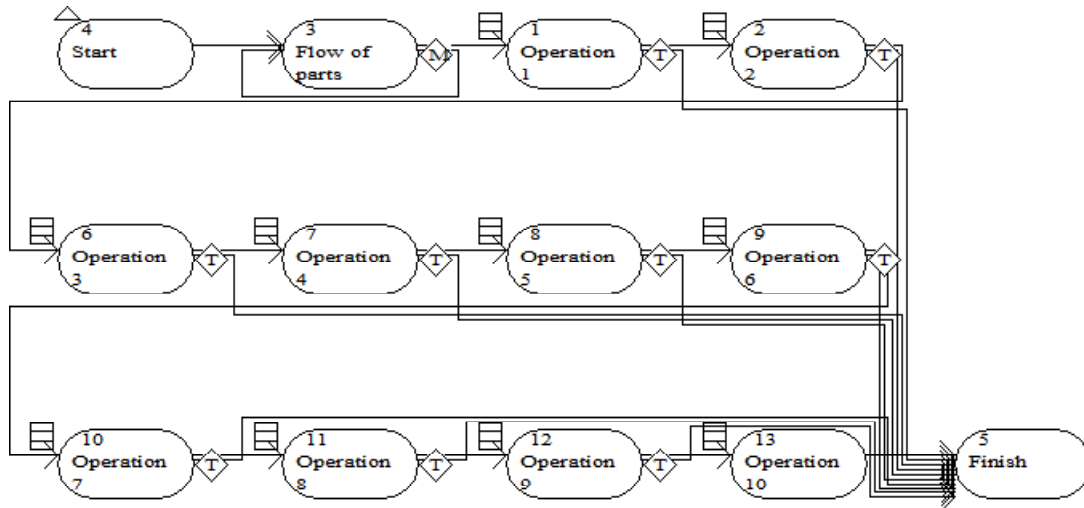 4
Start
3
Flow of
parts
M
1
Operation
1
T
2
Operation
2
T
6
Operation
3
T
7
Operation
4
T
8
Operation
5
T
9
Operation
6
T
10
Operation
7
T
11
Operation
8
T
12
Operation
9
T
13
Operation
10
5
Finish